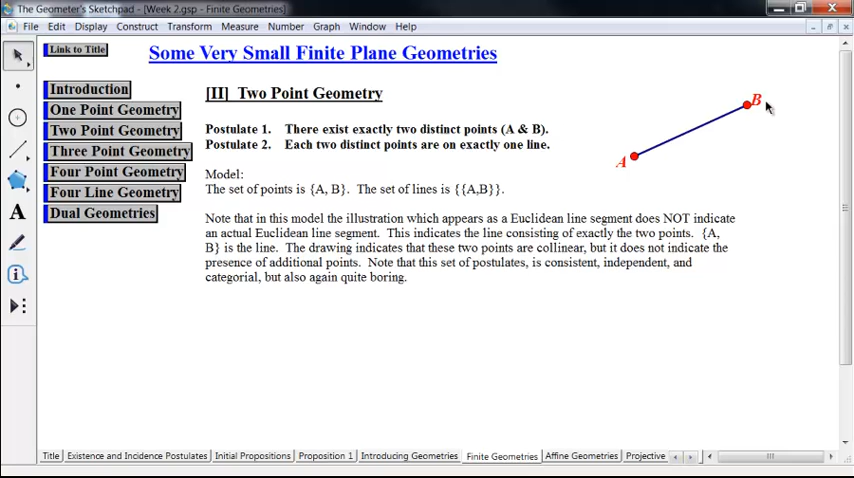 The Geometer's Sketchpad - [Week 2.gsp - Finite Geometries]
File Edit Display Construct Transform Measure Number Graph Window Help
Link to Title
Some Very Small Finite Plane Geometries
Introduction
One Point Geometry
Two Point Geometry
Three Point Geometry
Four Point Geometry
Four Line Geometry
Dual Geometries
A
[II] Two Point Geometry
Postulate 1. There exist exactly two distinct points (A & B).
Postulate 2. Each two distinct points are on exactly one line.
B
A
Model:
The set of points is {A, B}. The set of lines is {{A,B}}.
Note that in this model the illustration which appears as a Euclidean line segment does NOT indicate
an actual Euclidean line segment. This indicates the line consisting of exactly the two points. {A,
B} is the line. The drawing indicates that these two points are collinear, but it does not indicate the
presence of additional points. Note that this set of postulates, is consistent, independent, and
categorial, but also again quite boring.
Title Existence and Incidence Postulates Initial Propositions Proposition 1 Introducing Geometries Finite Geometries Affine Geometries Projective